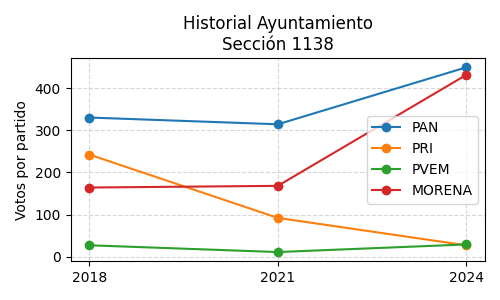 Historial Ayuntamiento
Sección 1138
Votos por partido
400
300
200
100
0
PAN
PRI
PVEM
MORENA
2018
2021
2024